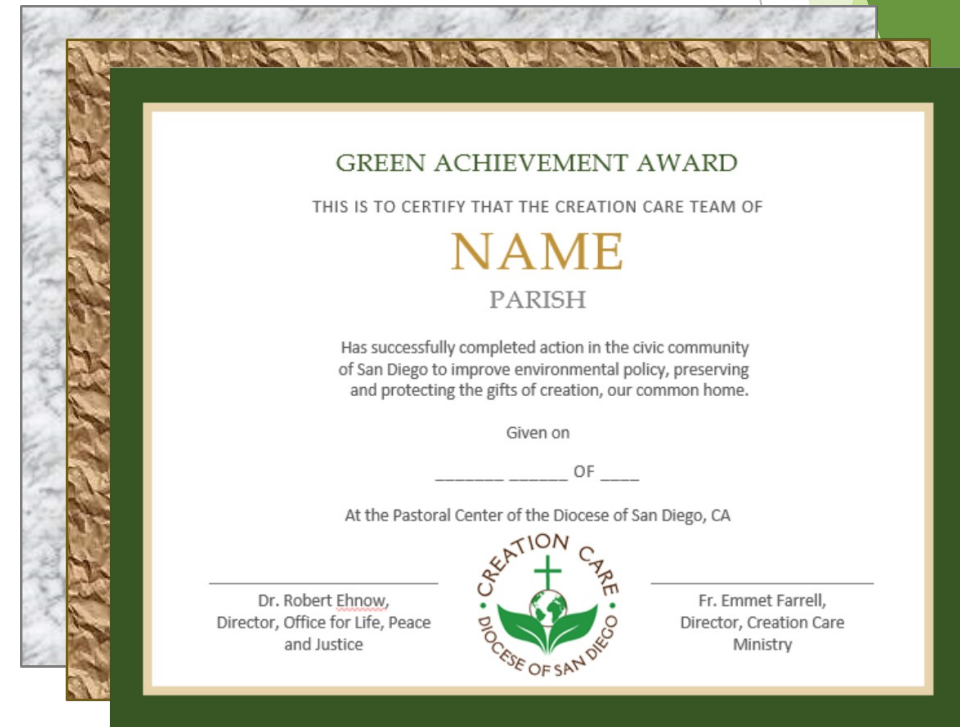 GREEN ACHIEVEMENT AWARD
THIS IS TO CERTIFY THAT THE CREATION CARE TEAM OF
NAME
PARISH
Has successfully completed action in the civic community
of San Diego to improve environmental policy, preserving
and protecting the gifts of creation, our common home.
Given on
_______ ______ OF ____
At the Pastoral Center of the Diocese of San Diego, CA
CREATION CARE
DIOCESE OF SAN DIEGO
Dr. Robert Ehnow,
Director, Office for Life, Peace
and Justice
Fr. Emmet Farrell,
Director, Creation Care
Ministry